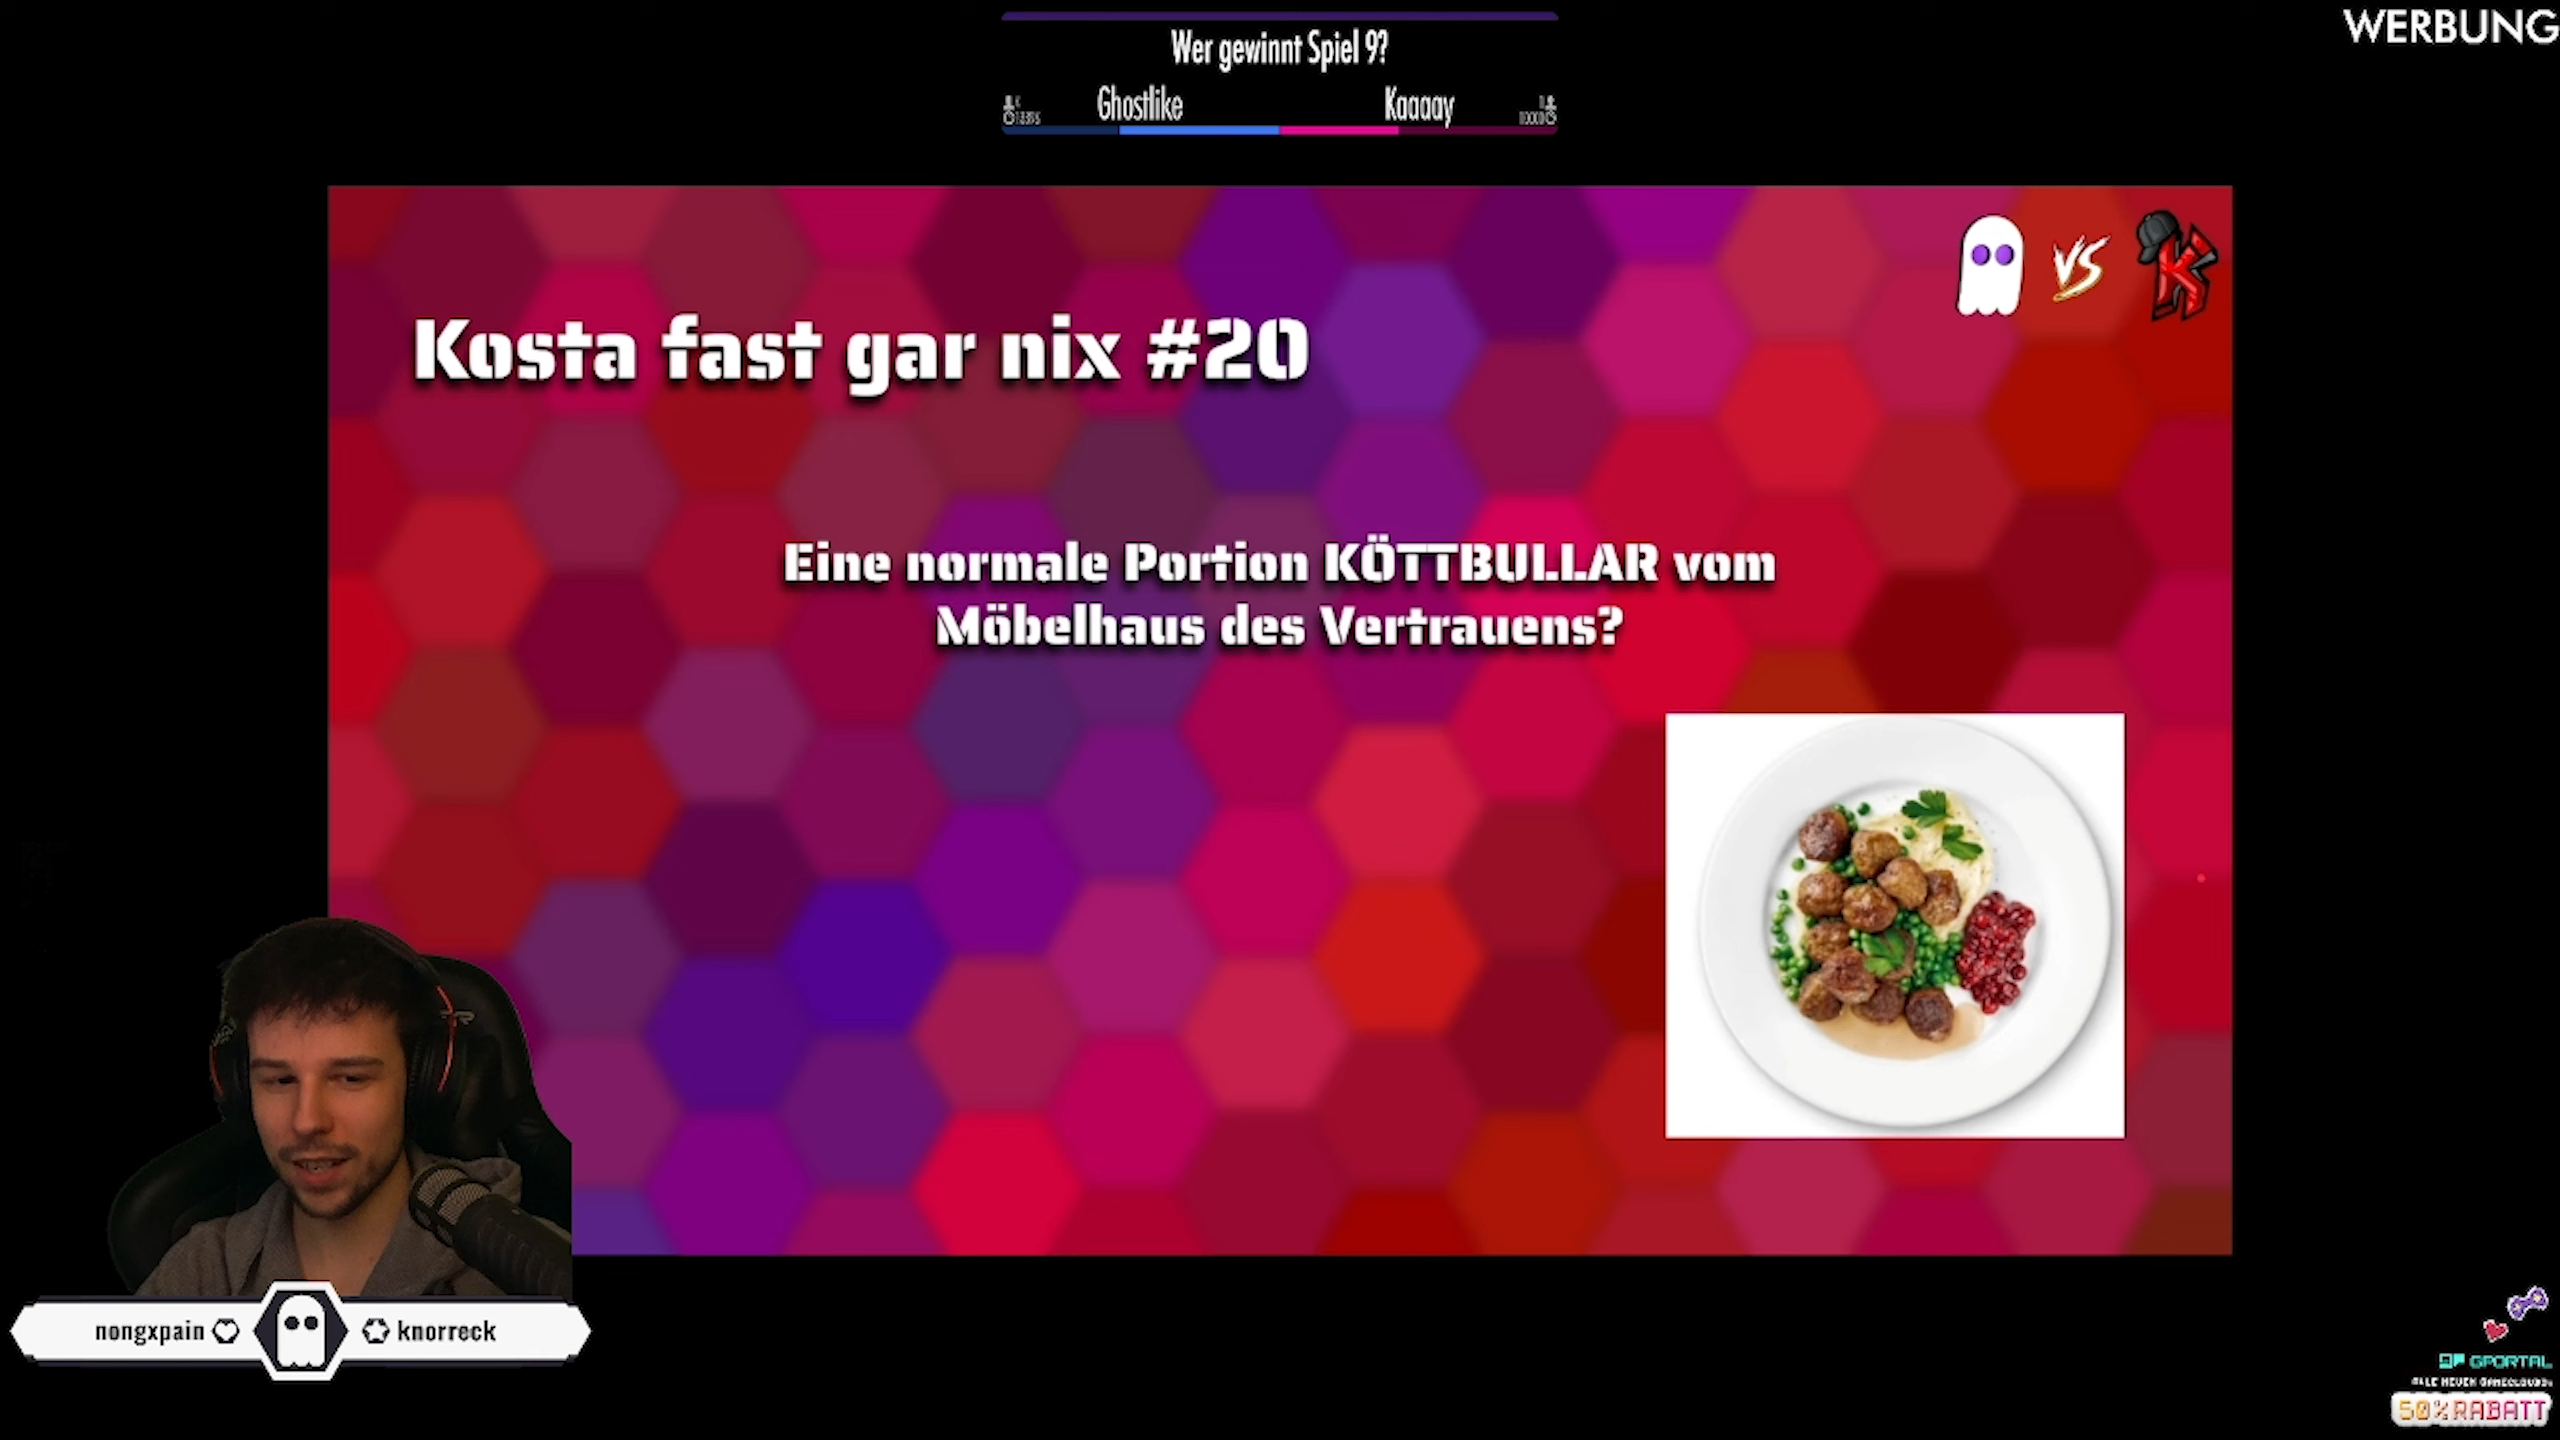 WERBUNG
Wer gewinnt Spiel 9?
Ghostlike
Kaaaay
VS
K
Kosta fast gar nix #20
Eine normale Portion KÖTTBULLAR vom
Möbelhaus des Vertrauens?
nongxpain
knorreck
GPORTAL
50% RABATT